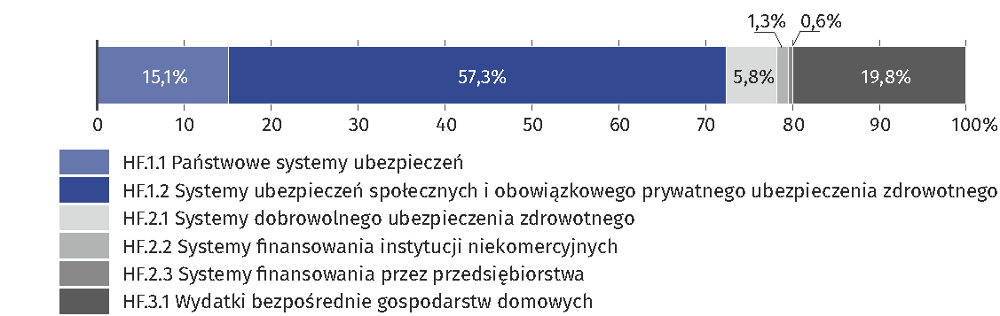 1,3% 0,6%
15,1% 57,3% 5,8% 19,8%
0 10 20 30 40 50 60 70 80 90 100%
HF.1.1 Państwowe systemy ubezpieczeń
HF.1.2 Systemy ubezpieczeń społecznych i obowiązkowego prywatnego ubezpieczenia zdrowotnego
HF.2.1 Systemy dobrowolnego ubezpieczenia zdrowotnego
HF.2.2 Systemy finansowania instytucji niekomercyjnych
HF.2.3 Systemy finansowania przez przedsiębiorstwa
HF.3.1 Wydatki bezpośrednie gospodarstw domowych